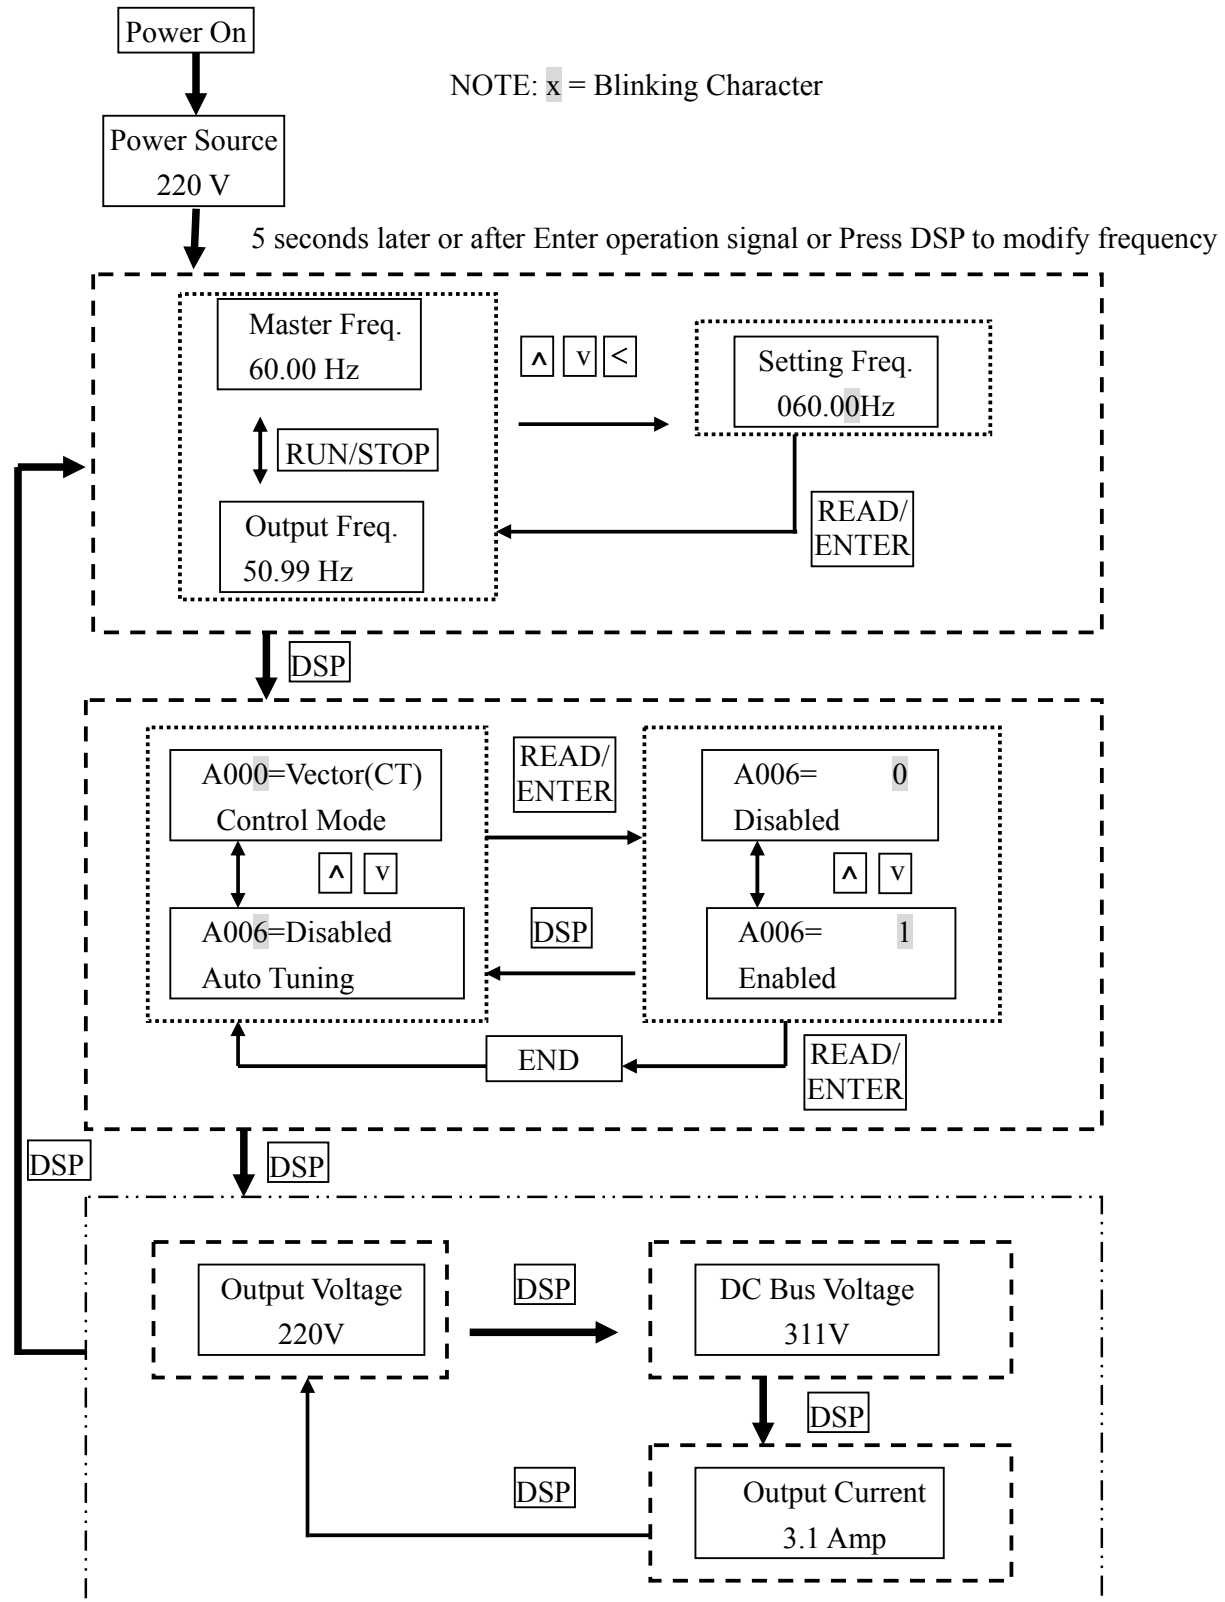 Power On
NOTE: x = Blinking Character
Power Source
220 V
5 seconds later or after Enter operation signal or Press DSP to modify frequency
Master Freq.
60.00 Hz
∧ v <
Setting Freq.
060.00Hz
RUN/STOP
READ/
ENTER
Output Freq.
50.99 Hz
DSP
A000=Vector(CT)
Control Mode
READ/
ENTER
A006= 0
Disabled
∧ v
∧ v
A006=Disabled
Auto Tuning
DSP
A006= 1
Enabled
END
READ/
ENTER
DSP
DSP
Output Voltage
220V
DSP
DC Bus Voltage
311V
DSP
DSP
Output Current
3.1 Amp